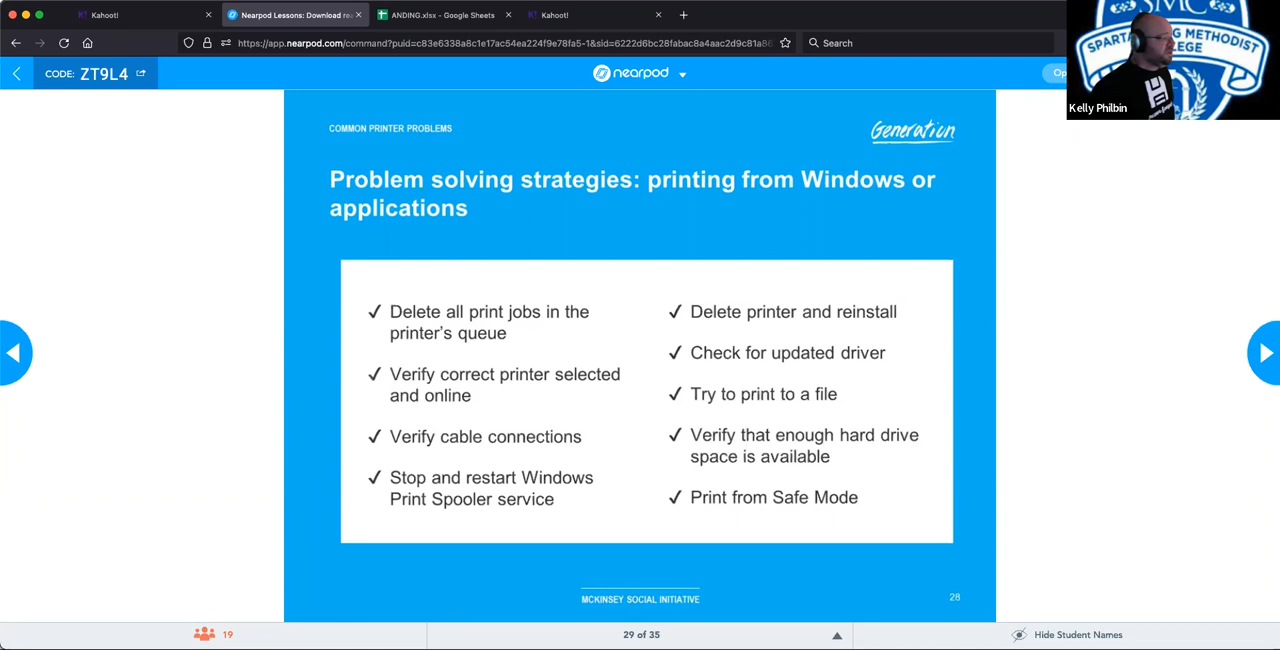 Kahoot!
Nearpod Lessons: Download re
ANDING.xlsx - Google Sheets
Kahoot!
https://app.nearpod.com/command?puid=c83e6338a8c1e17ac54ea224f9e78fa5-1&sid=6222d6bc28fabac8a4aac2d9c81a8
Search
CODE: ZT9L4
nearpod
Op
SMC
SPARTA G METHODIST
LEGE
Kelly Philbin
COMMON PRINTER PROBLEMS
Generation
Problem solving strategies: printing from Windows or
applications
✓ Delete all print jobs in the
printer's queue
✓ Verify correct printer selected
and online
✓ Verify cable connections
✓ Stop and restart Windows
Print Spooler service
✓ Delete printer and reinstall
✓ Check for updated driver
✓ Try to print to a file
✓ Verify that enough hard drive
space is available
✓ Print from Safe Mode
MCKINSEY SOCIAL INITIATIVE
28
19
29 of 35
Hide Student Names